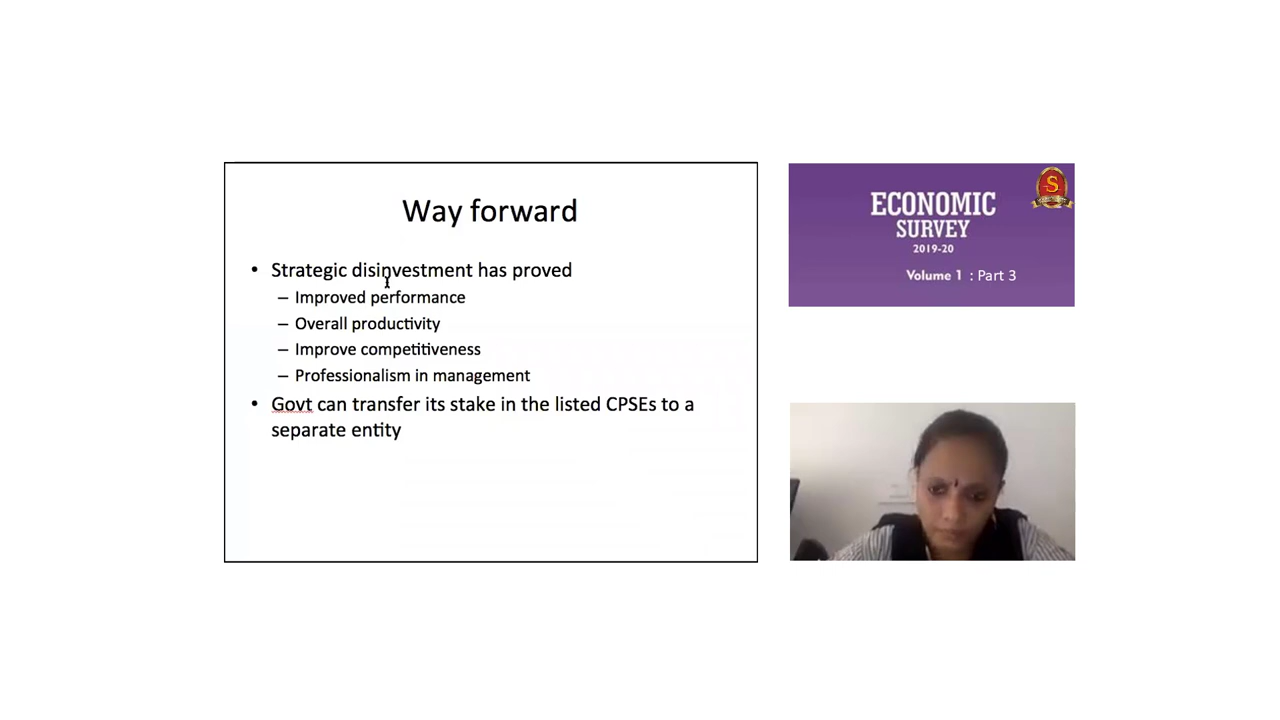 Way forward
• Strategic disinvestment has proved
– Improved performance
– Overall productivity
– Improve competitiveness
– Professionalism in management
• Govt can transfer its stake in the listed CPSEs to a
separate entity
S
ECONOMIC
SURVEY
2019-20
Volume 1 : Part 3